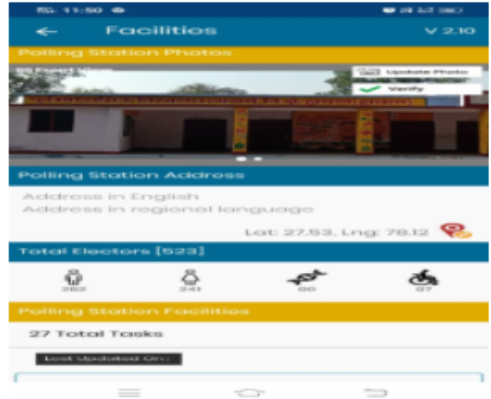 11:50
Facilities
V 2.10
Polling Station Photos
Update Photo
Verify
Polling Station Address
Address in English
Address in regional language
Lat: 27.53, Lng: 78.12
Total Electors [523]
282
241
00
07
Polling Station Facilities
27 Total Tasks
Last Updated On :